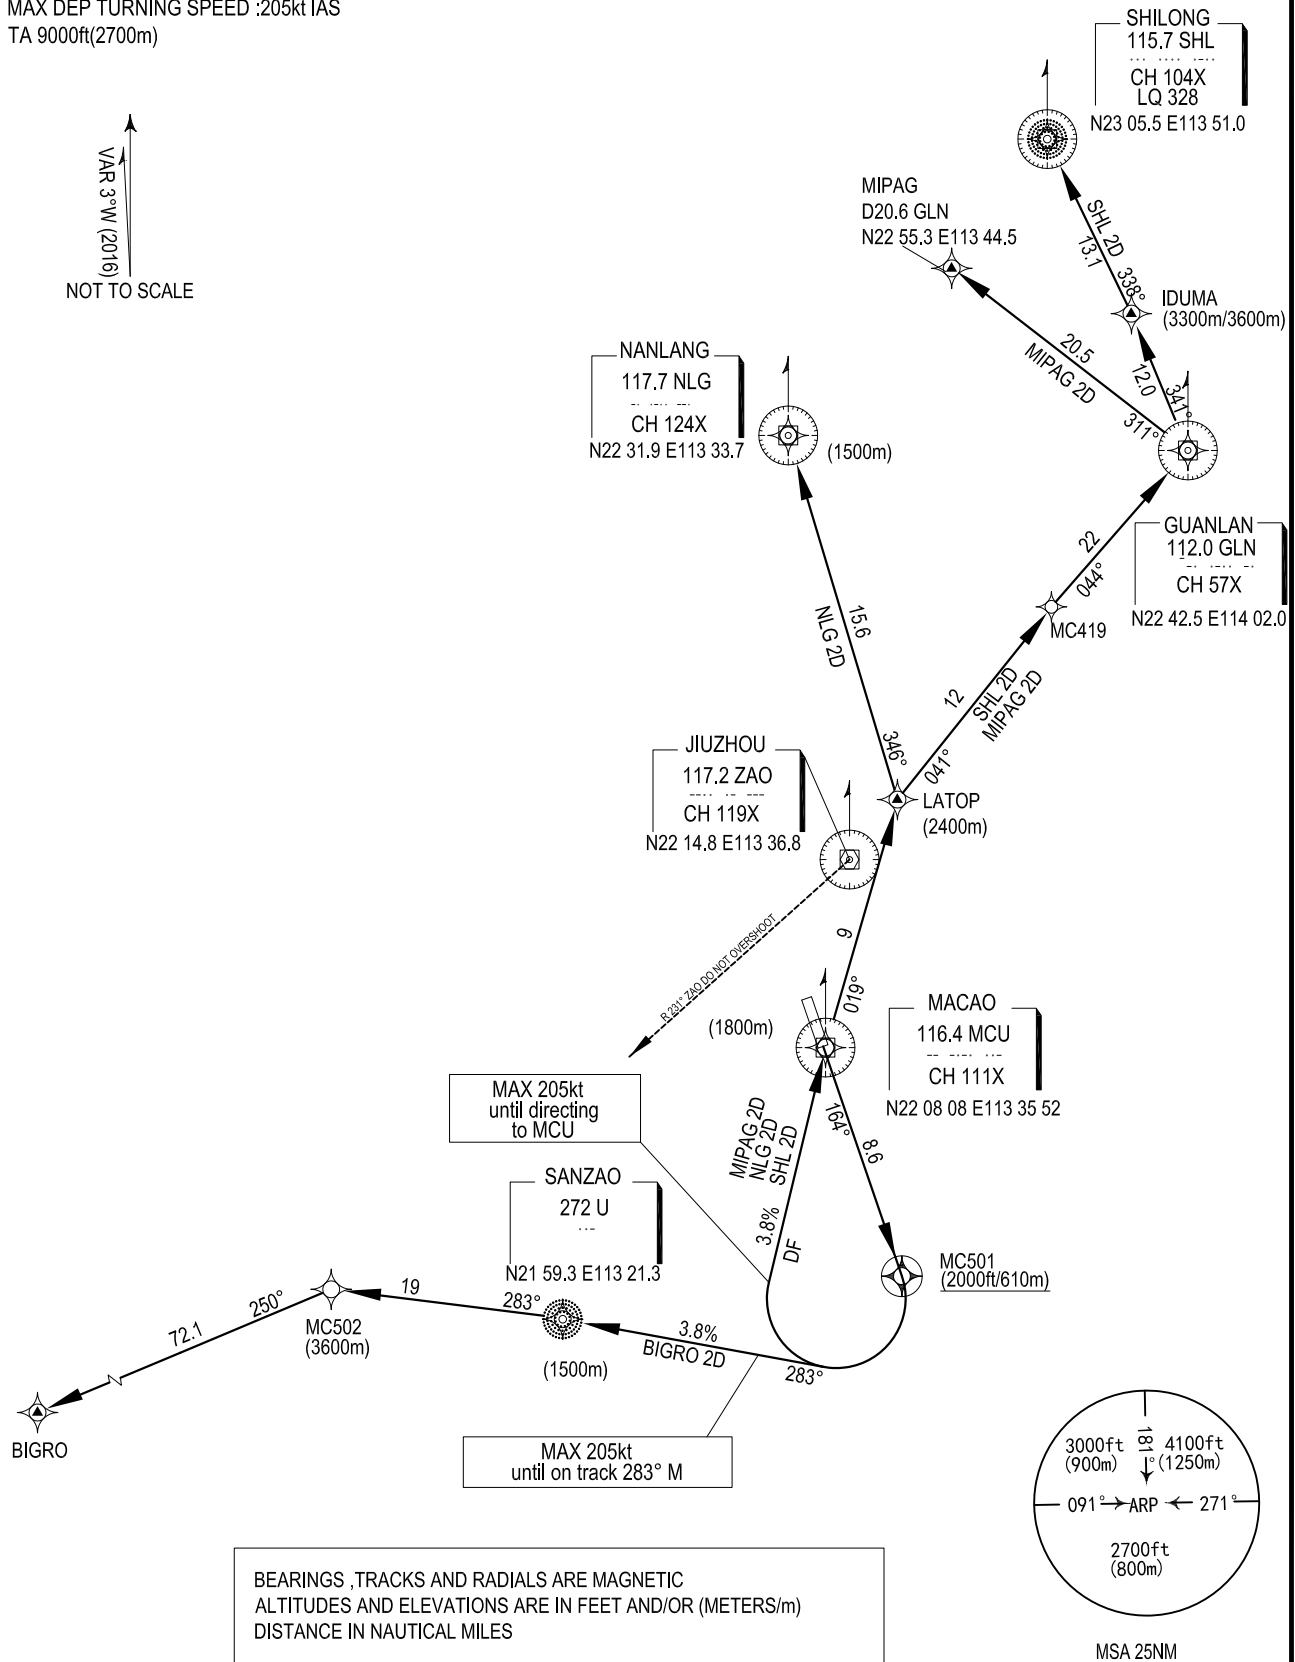 MAX DEP TURNING SPEED :205kt IAS
TA 9000ft(2700m)
VAR 3°W (2016)
NOT TO SCALE
SHILONG
115.7 SHL
CH 104X
LQ 328
N23 05.5 E113 51.0
MIPAG
D20.6 GLN
N22 55.3 E113 44.5
SHL 2D
13.1
338°
IDUMA
(3300m/3600m)
20.5
MIPAG 2D
311°
12.0
341°
NANLANG
117.7 NLG
CH 124X
N22 31.9 E113 33.7
(1500m)
GUANLAN
112.0 GLN
CH 57X
N22 42.5 E114 02.0
22
044°
MC419
15.6
NLG 2D
346°
12
SHL 2D
MIPAG 2D
041°
JIUZHOU
117.2 ZAO
CH 119X
N22 14.8 E113 36.8
LATOP
(2400m)
R 231° ZAO DO NOT OVERSHOOT
9
019°
(1800m)
MACAO
116.4 MCU
CH 111X
N22 08 08 E113 35 52
MAX 205kt
until directing
to MCU
MIPAG 2D
NLG 2D
SHL 2D
3.8%
DF
164°
8.6
SANZAO
272 U
N21 59.3 E113 21.3
MC501
(2000ft/610m)
72.1
250°
MC502
(3600m)
19
283°
(1500m)
3.8%
BIGRO 2D
283°
BIGRO
MAX 205kt
until on track 283° M
3000ft
(900m)
181°
4100ft
(1250m)
091°
ARP
271°
2700ft
(800m)
MSA 25NM
BEARINGS ,TRACKS AND RADIALS ARE MAGNETIC
ALTITUDES AND ELEVATIONS ARE IN FEET AND/OR (METERS/m)
DISTANCE IN NAUTICAL MILES